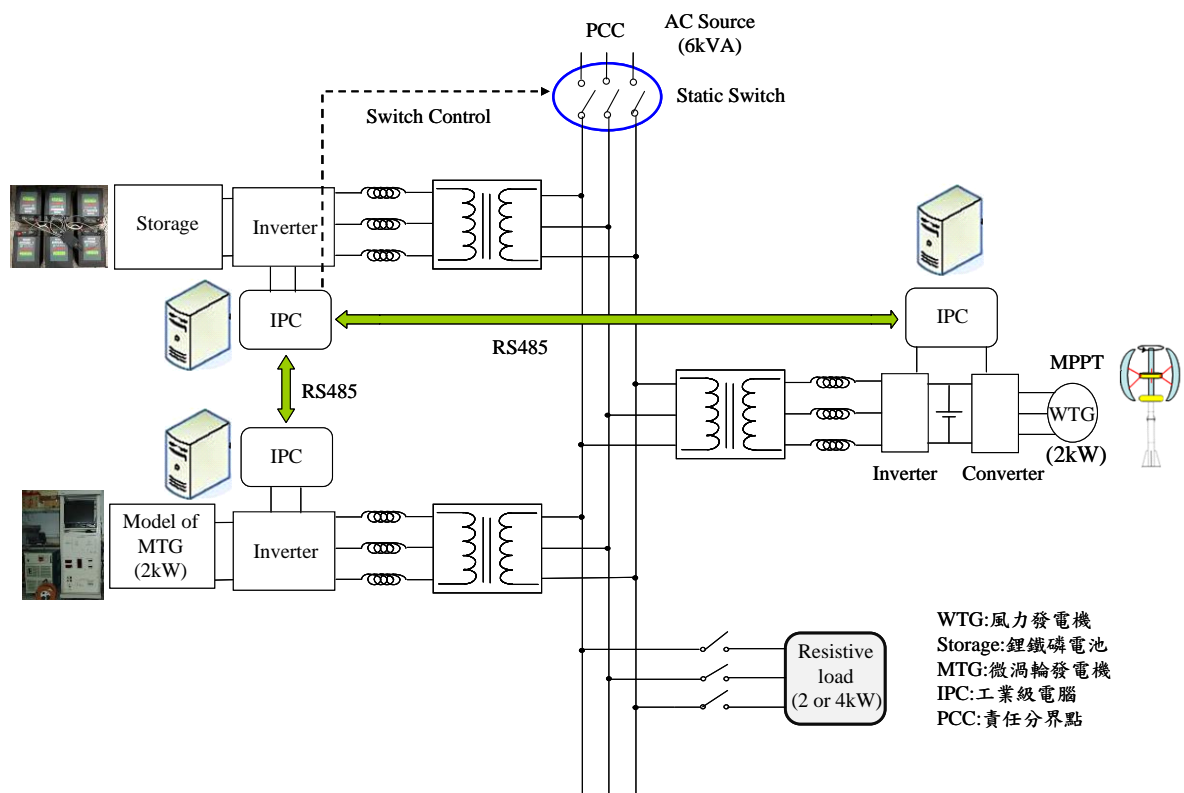 PCC
AC Source
(6kVA)
Static Switch
Switch Control
Storage
Inverter
IPC
IPC
RS485
RS485
MPPT
WTG
(2kW)
Inverter
Converter
IPC
Model of
MTG
(2kW)
Inverter
Resistive
load
(2 or 4kW)
WTG:風力發電機
Storage:鋰鐵磷電池
MTG:微渦輪發電機
IPC:工業級電腦
PCC:責任分界點